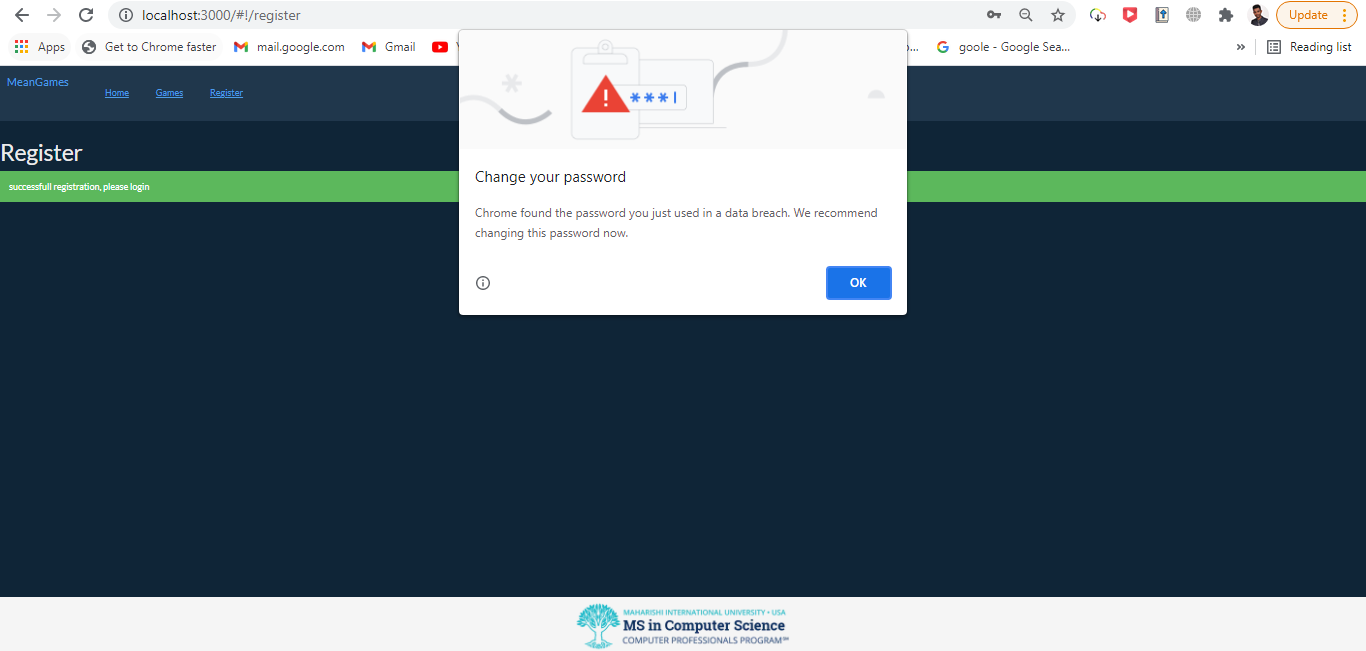 localhost:3000/#!/register
Update
Apps
Get to Chrome faster
mail.google.com
Gmail
goole - Google Sea...
»
Reading list
MeanGames
Home
Games
Register
Register
successfull registration, please login
***|
Change your password
Chrome found the password you just used in a data breach. We recommend
changing this password now.
OK
MAHARISHI INTERNATIONAL UNIVERSITY • USA
MS in Computer Science
COMPUTER PROFESSIONALS PROGRAM℠